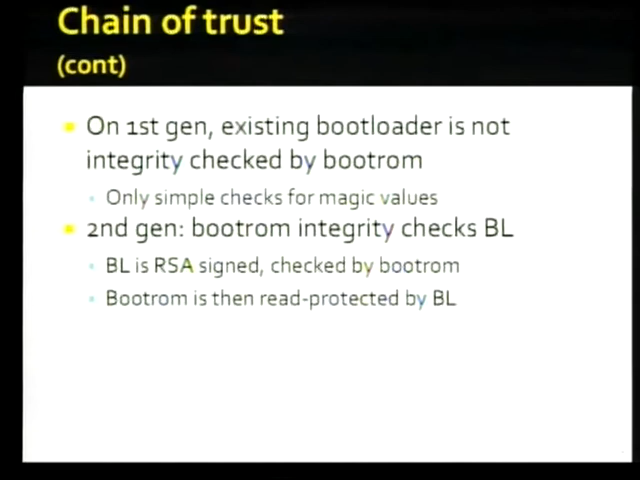 Chain of trust
(cont)
On 1st gen, existing bootloader is not
integrity checked by bootrom
Only simple checks for magic values
2nd gen: bootrom integrity checks BL
BL is RSA signed, checked by bootrom
Bootrom is then read-protected by BL